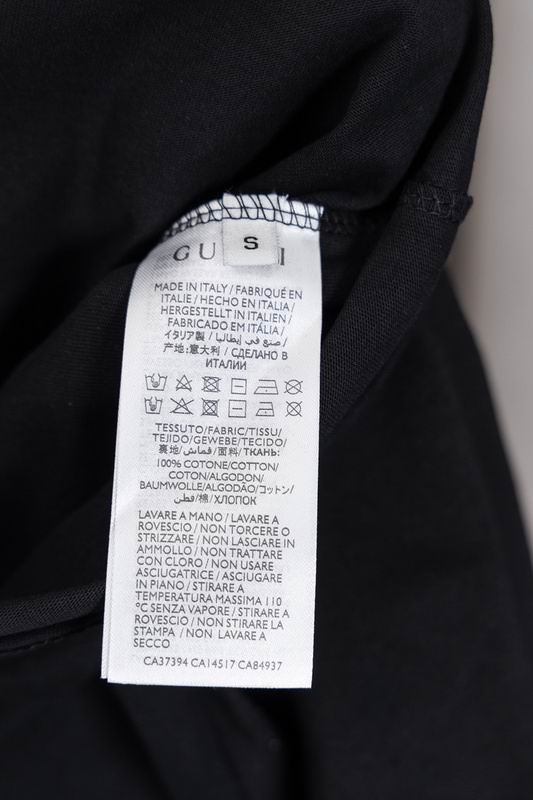 GU I
S
MADE IN ITALY / FABRIQUÉ EN
ITALIE / HECHO EN ITALIA /
HERGESTELLT IN ITALIEN /
FABRICADO EM ITÁLIA /
イタリア製 / صنع في إيطاليا /
产地:意大利 / СДЕЛАНО В
ИТАЛИИ
TESSUTO/FABRIC/TISSU/
TEJIDO/GEWEBE/TECIDO/
裏地/قماش/面料/ТКАНЬ:
100% COTONE/COTTON/
COTON/ALGODON/
BAUMWOLLE/ALGODÃO/コットン/
قطن/棉/ХЛОПОК
LAVARE A MANO / LAVARE A
ROVESCIO / NON TORCERE O
STRIZZARE / NON LASCIARE IN
AMMOLLO / NON TRATTARE
CON CLORO / NON USARE
ASCIUGATRICE / ASCIUGARE
IN PIANO / STIRARE A
TEMPERATURA MASSIMA 110
°C SENZA VAPORE / STIRARE A
ROVESCIO / NON STIRARE LA
STAMPA / NON LAVARE A
SECCO
CA37394 CA14517 CA84937